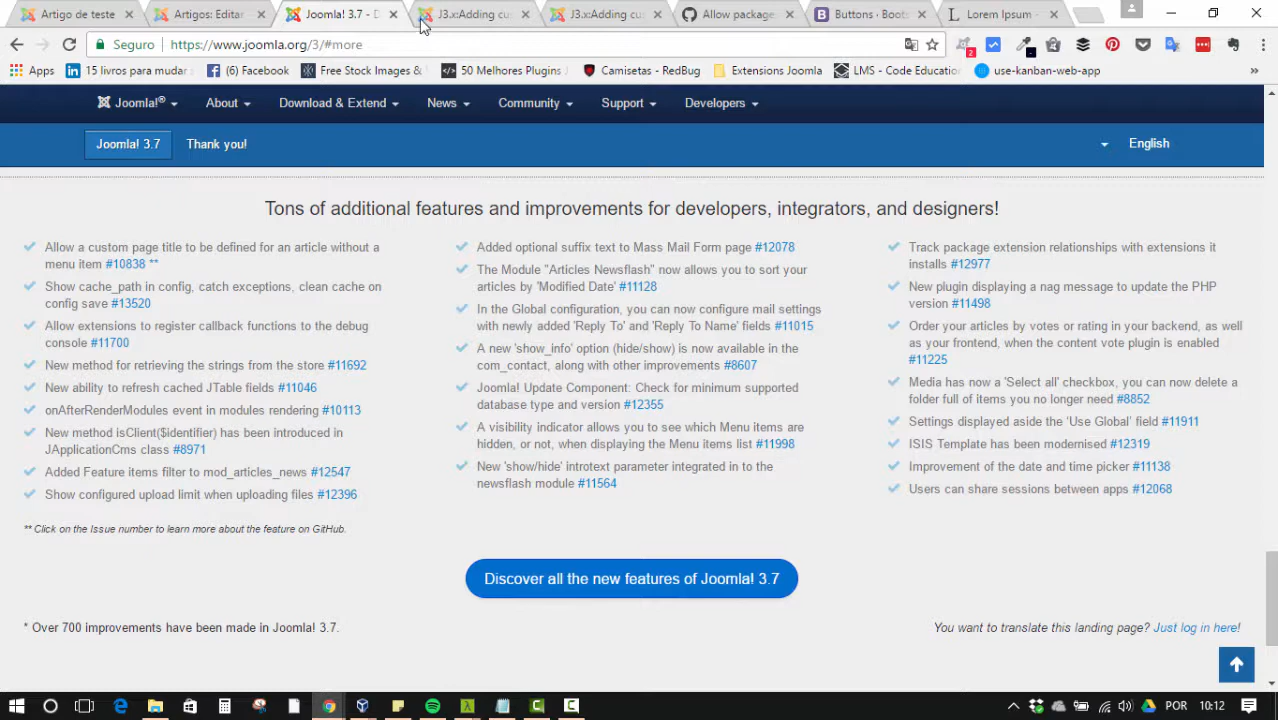 Artigo de teste
Artigos: Editar
Joomla! 3.7 - D
J3.x:Adding cus
J3.x:Adding cus
Allow package
Buttons · Boots
Lorem Ipsum -
Seguro
https://www.joomla.org/3/#more
2
Apps
15 livros para mudar
(6) Facebook
Free Stock Images &
50 Melhores Plugins J
Camisetas - RedBug
Extensions Joomla
LMS - Code Educatio
use-kanban-web-app
»
Joomla!®
About
Download & Extend
News
Community
Support
Developers
Joomla! 3.7
Thank you!
English
Tons of additional features and improvements for developers, integrators, and designers!
Allow a custom page title to be defined for an article without a
menu item #10838 **
Show cache_path in config, catch exceptions, clean cache on
config save #13520
Allow extensions to register callback functions to the debug
console #11700
New method for retrieving the strings from the store #11692
New ability to refresh cached JTable fields #11046
onAfterRenderModules event in modules rendering #10113
New method isClient($identifier) has been introduced in
JApplicationCms class #8971
Added Feature items filter to mod_articles_news #12547
Show configured upload limit when uploading files #12396
** Click on the Issue number to learn more about the feature on GitHub.
Added optional suffix text to Mass Mail Form page #12078
The Module "Articles Newsflash" now allows you to sort your
articles by 'Modified Date' #11128
In the Global configuration, you can now configure mail settings
with newly added 'Reply To' and 'Reply To Name' fields #11015
A new 'show_info' option (hide/show) is now available in the
com_contact, along with other improvements #8607
Joomla! Update Component: Check for minimum supported
database type and version #12355
A visibility indicator allows you to see which Menu items are
hidden, or not, when displaying the Menu items list #11998
New 'show/hide' introtext parameter integrated in to the
newsflash module #11564
Track package extension relationships with extensions it
installs #12977
New plugin displaying a nag message to update the PHP
version #11498
Order your articles by votes or rating in your backend, as well
as your frontend, when the content vote plugin is enabled
#11225
Media has now a 'Select all' checkbox, you can now delete a
folder full of items you no longer need #8852
Settings displayed aside the 'Use Global' field #11911
ISIS Template has been modernised #12319
Improvement of the date and time picker #11138
Users can share sessions between apps #12068
Discover all the new features of Joomla! 3.7
* Over 700 improvements have been made in Joomla! 3.7.
You want to translate this landing page? Just log in here!
POR
10:12